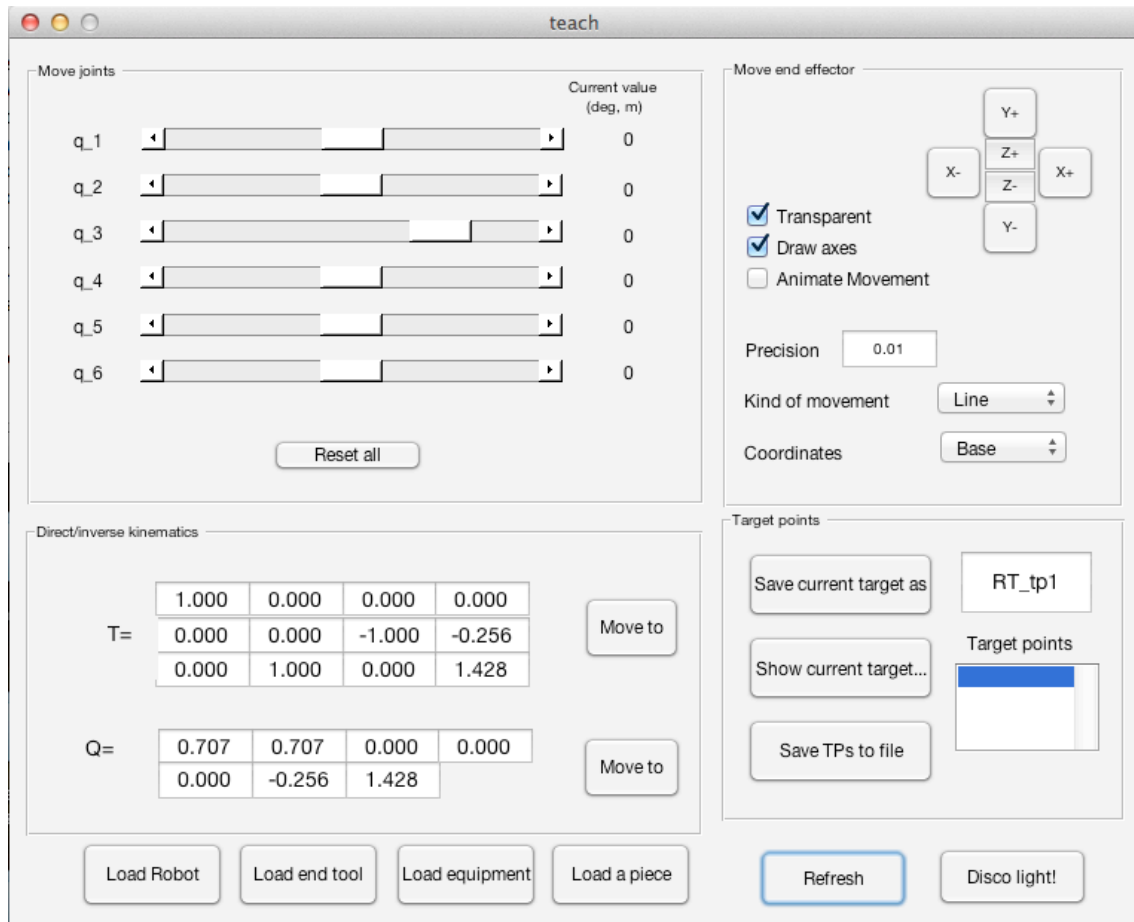 teach
Move joints
Current value
(deg, m)
q_1 0
q_2 0
q_3 0
q_4 0
q_5 0
q_6 0
Reset all
Move end effector
Y+
Z+
X- X+
Z-
Y-
Transparent
Draw axes
Animate Movement
Precision 0.01
Kind of movement Line
Coordinates Base
Direct/inverse kinematics
T=
1.000 0.000 0.000 0.000
0.000 0.000 -1.000 -0.256
0.000 1.000 0.000 1.428
Move to
Q=
0.707 0.707 0.000 0.000
0.000 -0.256 1.428
Move to
Target points
Save current target as RT_tp1
Target points
Show current target...
Save TPs to file
Load Robot Load end tool Load equipment Load a piece Refresh Disco light!